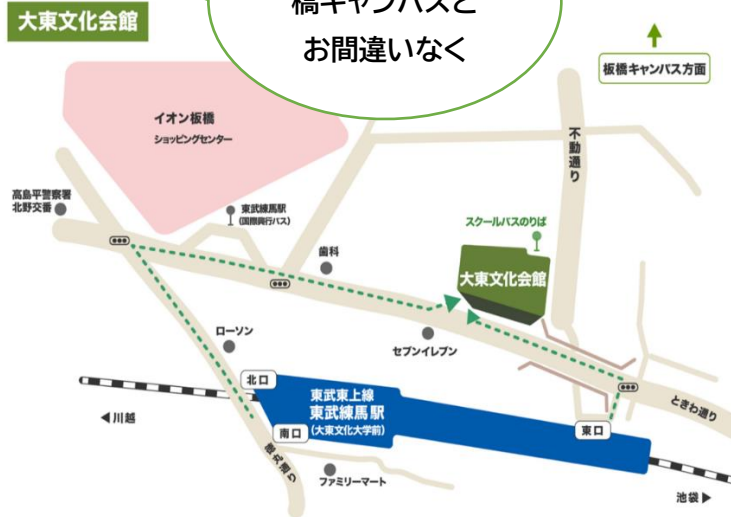 大東文化会館
橋キャンパスと
お間違いなく
板橋キャンパス方面
イオン板橋
ショッピングセンター
不動通り
高島平警察署
北野交番
東武練馬駅
(国際興行バス)
スクールバスのりば
歯科
大東文化会館
ローソン
セブンイレブン
北口
東武東上線
東武練馬駅
(大東文化大学前)
ときわ通り
◀川越
南口
東口
徳丸通り
ファミリーマート
池袋▶